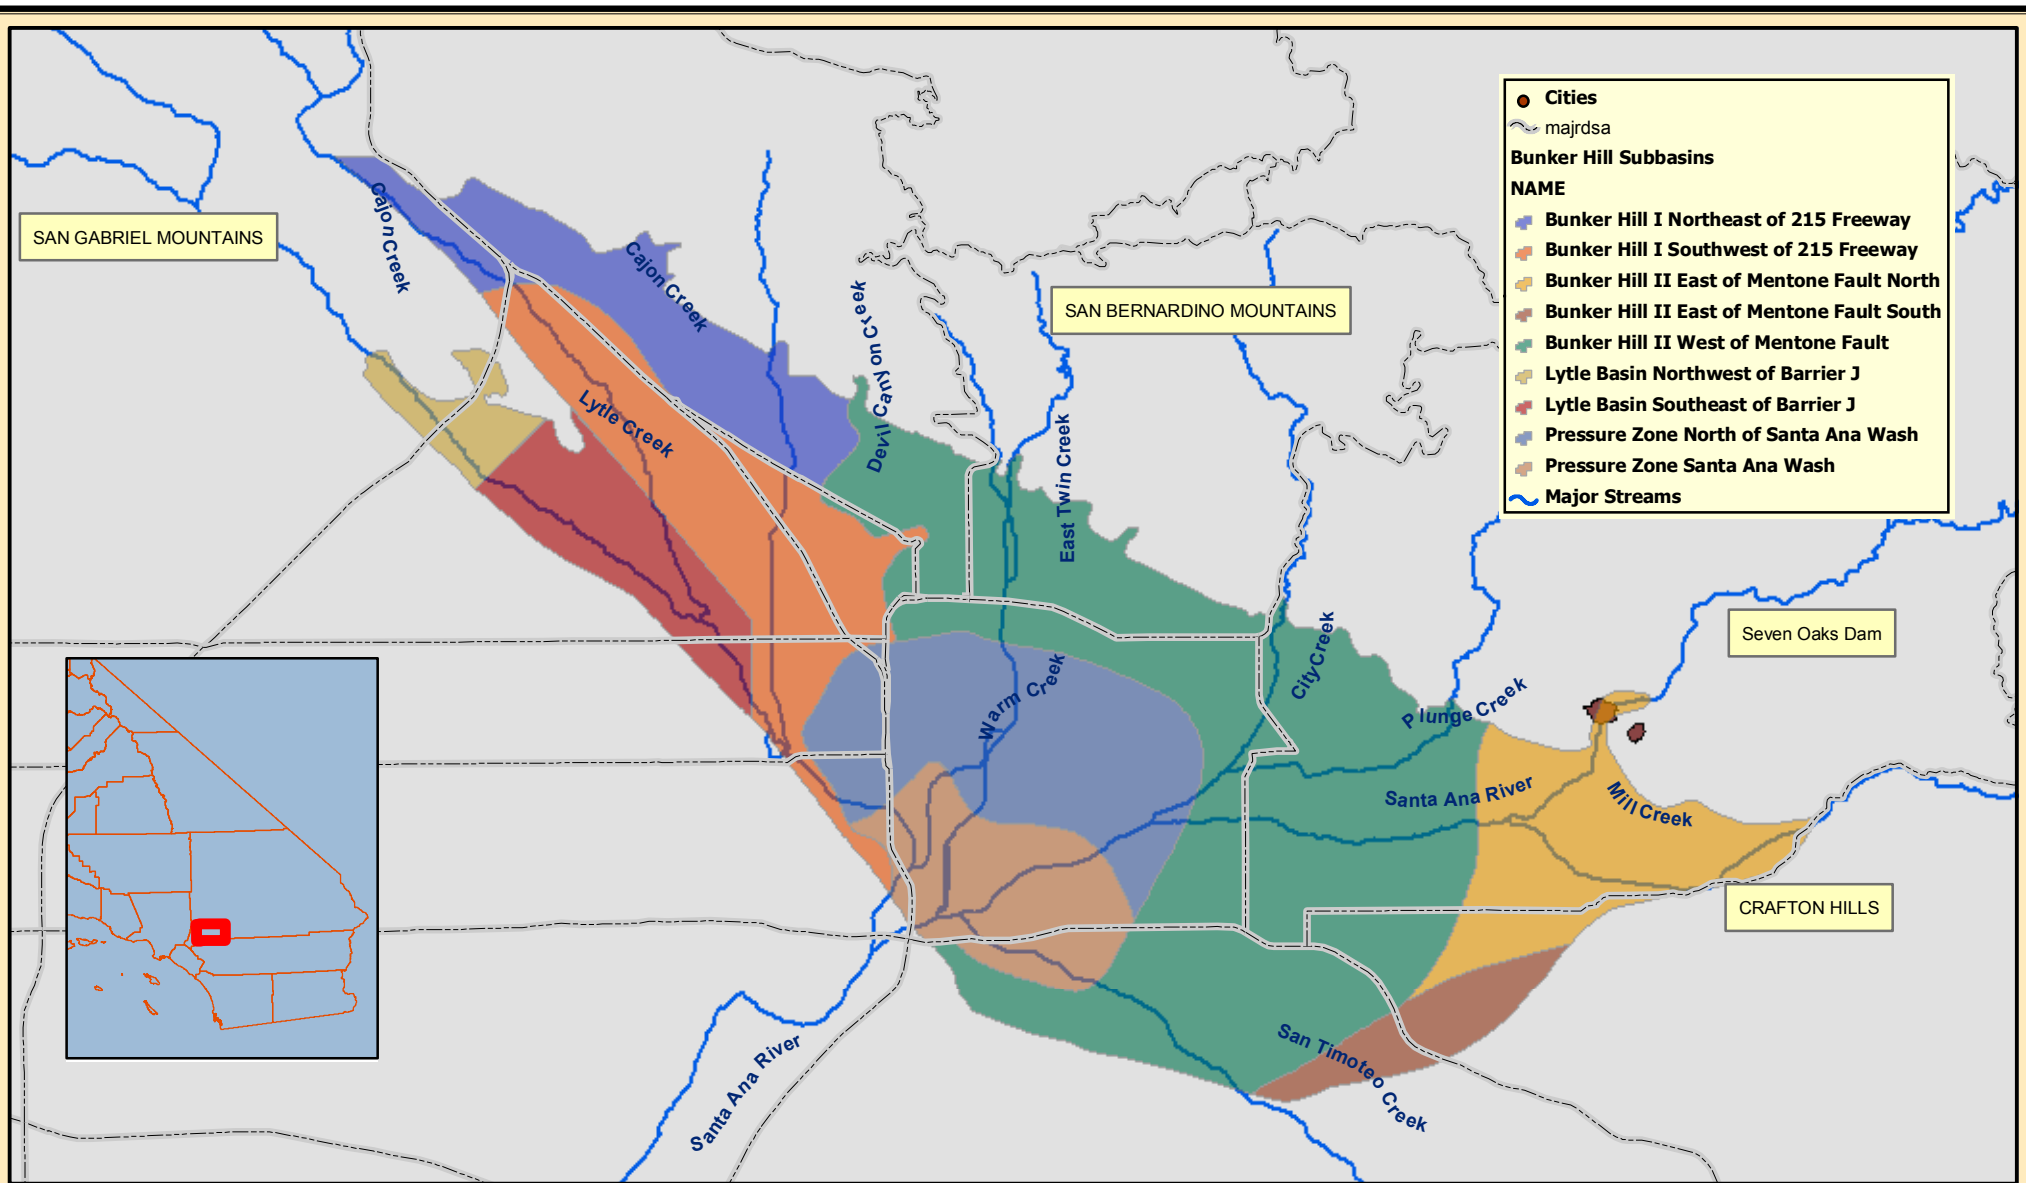 Cities
majrdsa
Bunker Hill Subbasins
NAME
Bunker Hill I Northeast of 215 Freeway
Bunker Hill I Southwest of 215 Freeway
Bunker Hill II East of Mentone Fault North
Bunker Hill II East of Mentone Fault South
Bunker Hill II West of Mentone Fault
Lytle Basin Northwest of Barrier J
Lytle Basin Southeast of Barrier J
Pressure Zone North of Santa Ana Wash
Pressure Zone Santa Ana Wash
Major Streams
SAN GABRIEL MOUNTAINS
Cajon Creek
Cajon Creek
SAN BERNARDINO MOUNTAINS
Devil Canyon Creek
Lytle Creek
East Twin Creek
Seven Oaks Dam
City Creek
Warm Creek
Plunge Creek
Santa Ana River
Mill Creek
CRAFTON HILLS
San Timoteo Creek
Santa Ana River